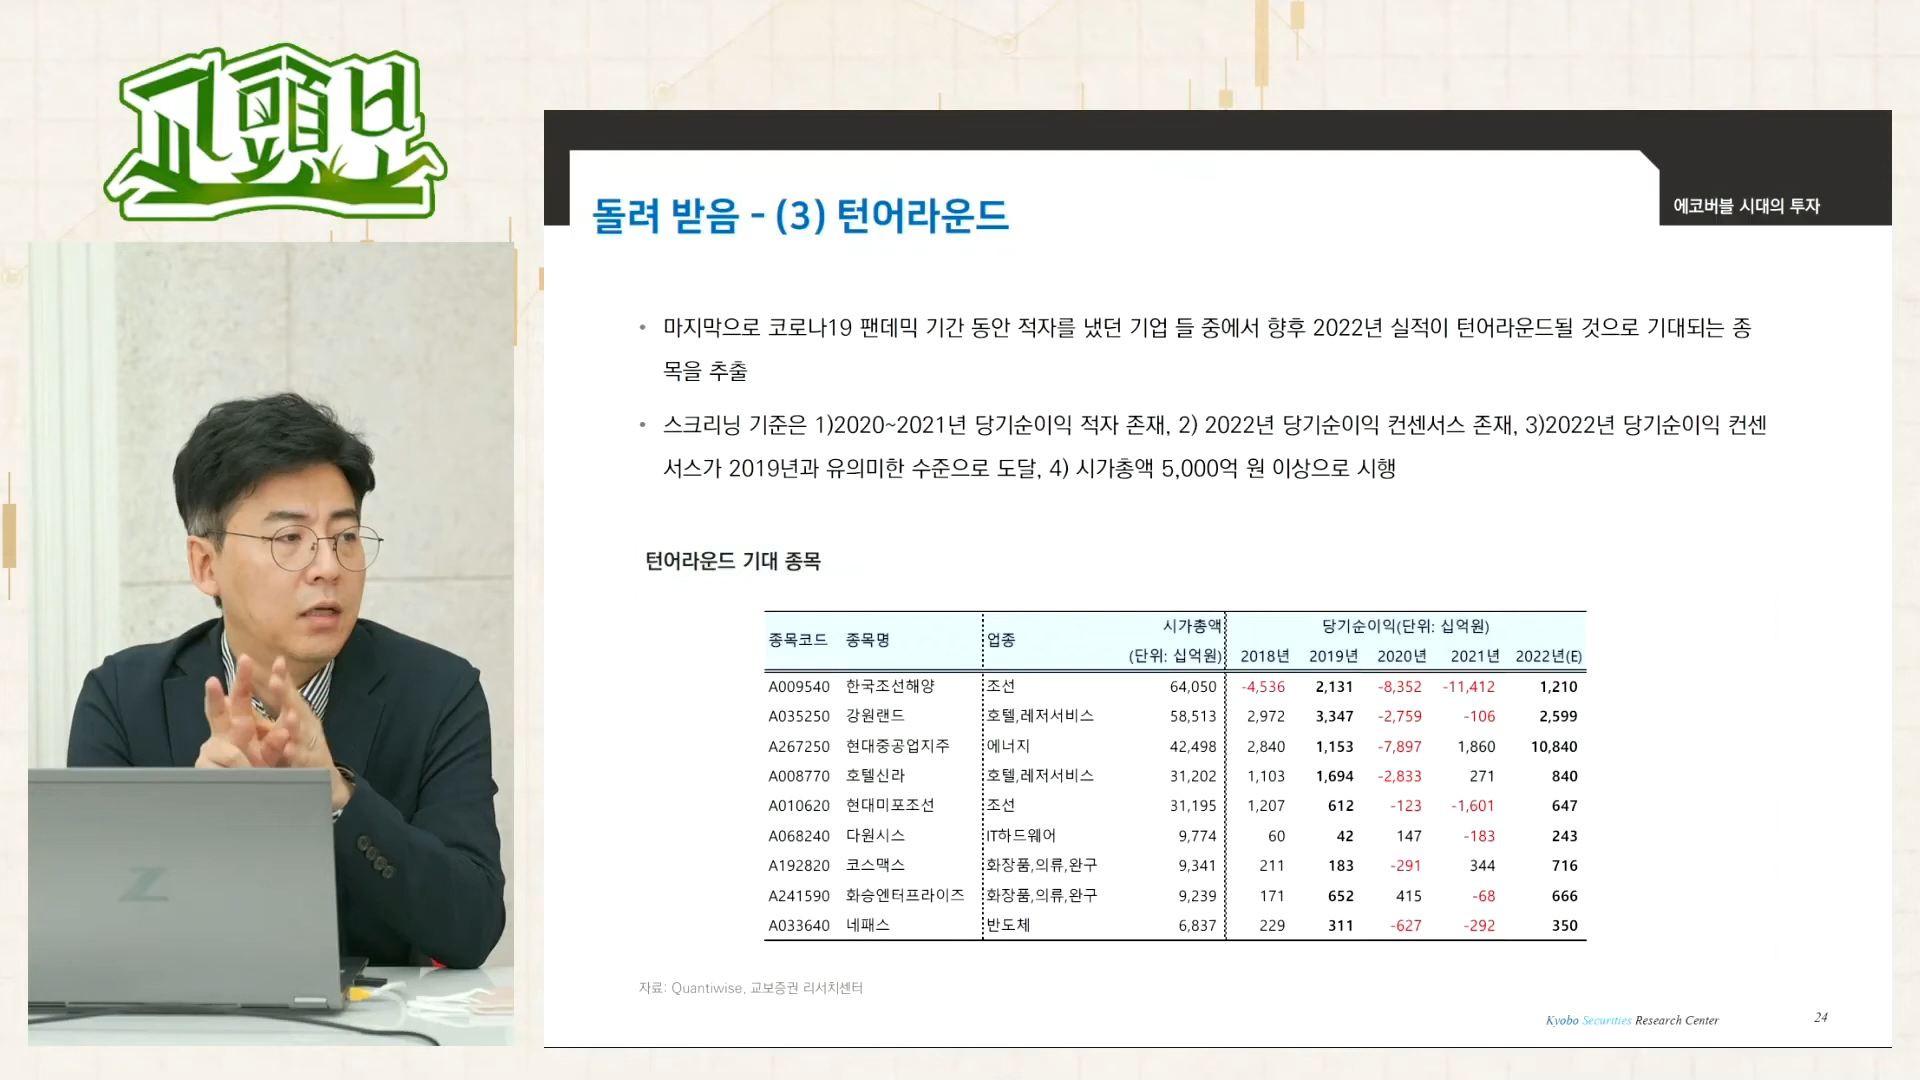 교頭보
에코버블 시대의 투자
돌려 받음 - (3) 턴어라운드
• 마지막으로 코로나19 팬데믹 기간 동안 적자를 냈던 기업 들 중에서 향후 2022년 실적이 턴어라운드될 것으로 기대되는 종
목을 추출
• 스크리닝 기준은 1)2020~2021년 당기순이익 적자 존재, 2) 2022년 당기순이익 컨센서스 존재, 3)2022년 당기순이익 컨센
서스가 2019년과 유의미한 수준으로 도달, 4) 시가총액 5,000억 원 이상으로 시행
턴어라운드 기대 종목
종목코드 종목명 업종 시가총액 당기순이익(단위: 십억원)
(단위: 십억원) 2018년 2019년 2020년 2021년 2022년(E)
A009540 한국조선해양 조선 64,050 -4,536 2,131 -8,352 -11,412 1,210
A035250 강원랜드 호텔,레저서비스 58,513 2,972 3,347 -2,759 -106 2,599
A267250 현대중공업지주 에너지 42,498 2,840 1,153 -7,897 1,860 10,840
A008770 호텔신라 호텔,레저서비스 31,202 1,103 1,694 -2,833 271 840
A010620 현대미포조선 조선 31,195 1,207 612 -123 -1,601 647
A068240 다원시스 IT하드웨어 9,774 60 42 147 -183 243
A192820 코스맥스 화장품,의류,완구 9,341 211 183 -291 344 716
A241590 화승엔터프라이즈 화장품,의류,완구 9,239 171 652 415 -68 666
A033640 네패스 반도체 6,837 229 311 -627 -292 350
자료: Quantiwise, 교보증권 리서치센터
Kyobo Securities Research Center 24